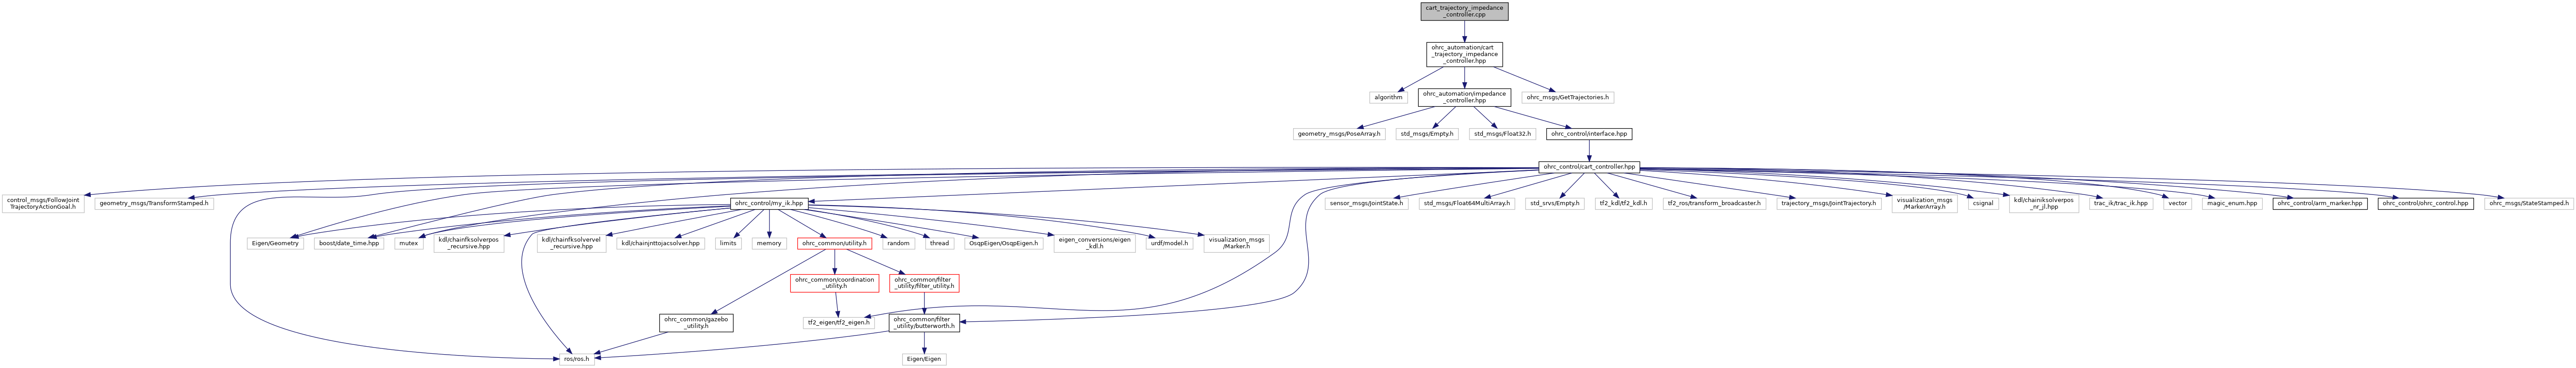 cart_trajectory_impedance
_controller.cpp
ohrc_automation/cart
_trajectory_impedance
_controller.hpp
algorithm
ohrc_automation/impedance
_controller.hpp
ohrc_msgs/GetTrajectories.h
geometry_msgs/PoseArray.h
std_msgs/Empty.h
std_msgs/Float32.h
ohrc_control/interface.hpp
ohrc_control/cart_controller.hpp
control_msgs/FollowJoint
TrajectoryActionGoal.h
geometry_msgs/TransformStamped.h
ohrc_control/my_ik.hpp
sensor_msgs/JointState.h
std_msgs/Float64MultiArray.h
std_srvs/Empty.h
tf2_kdl/tf2_kdl.h
tf2_ros/transform_broadcaster.h
trajectory_msgs/JointTrajectory.h
visualization_msgs
/MarkerArray.h
csignal
kdl/chainiksolverpos
_nr_jl.hpp
trac_ik/trac_ik.hpp
vector
magic_enum.hpp
ohrc_control/arm_marker.hpp
ohrc_control/ohrc_control.hpp
ohrc_msgs/StateStamped.h
Eigen/Geometry
boost/date_time.hpp
mutex
kdl/chainfksolverpos
_recursive.hpp
kdl/chainfksolvervel
_recursive.hpp
kdl/chainjnttojacsolver.hpp
limits
memory
ohrc_common/utility.h
random
thread
OsqpEigen/OsqpEigen.h
eigen_conversions/eigen
_kdl.h
urdf/model.h
visualization_msgs
/Marker.h
ohrc_common/coordination
_utility.h
ohrc_common/filter
_utility/filter_utility.h
ohrc_common/gazebo
_utility.h
tf2_eigen/tf2_eigen.h
ohrc_common/filter
_utility/butterworth.h
ros/ros.h
Eigen/Eigen